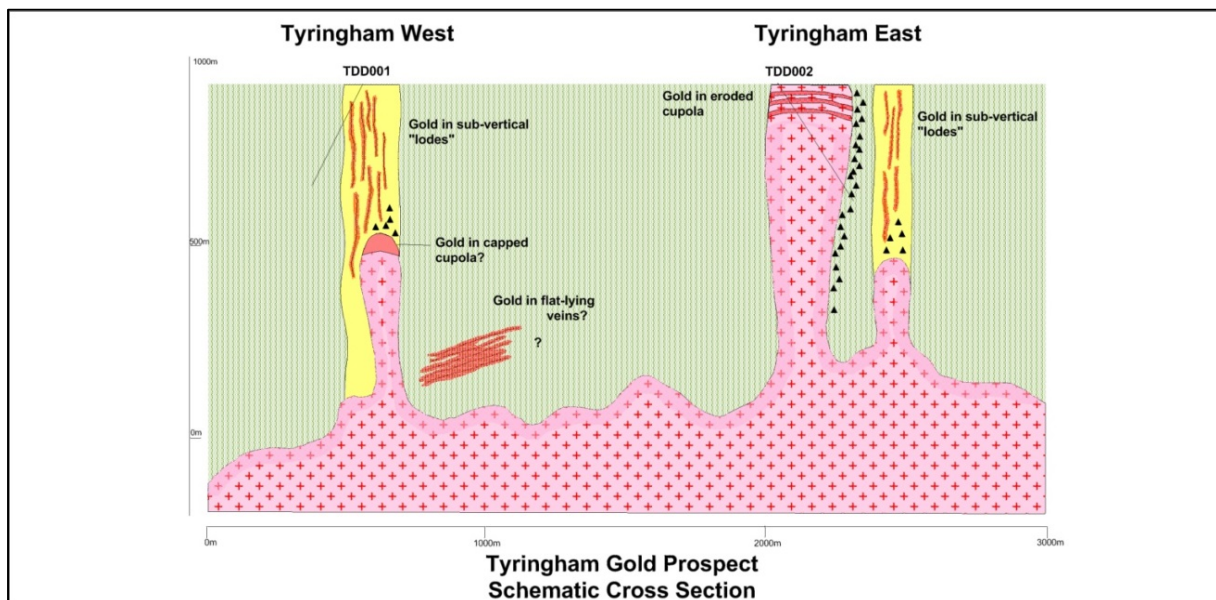 Tyringham West
Tyringham East
1000m
TDD001
TDD002
Gold in eroded
cupola
Gold in sub-vertical
"lodes"
Gold in sub-vertical
"lodes"
500m
Gold in capped
cupola?
Gold in flat-lying
veins?
?
0m
0m
1000m
2000m
3000m
Tyringham Gold Prospect
Schematic Cross Section